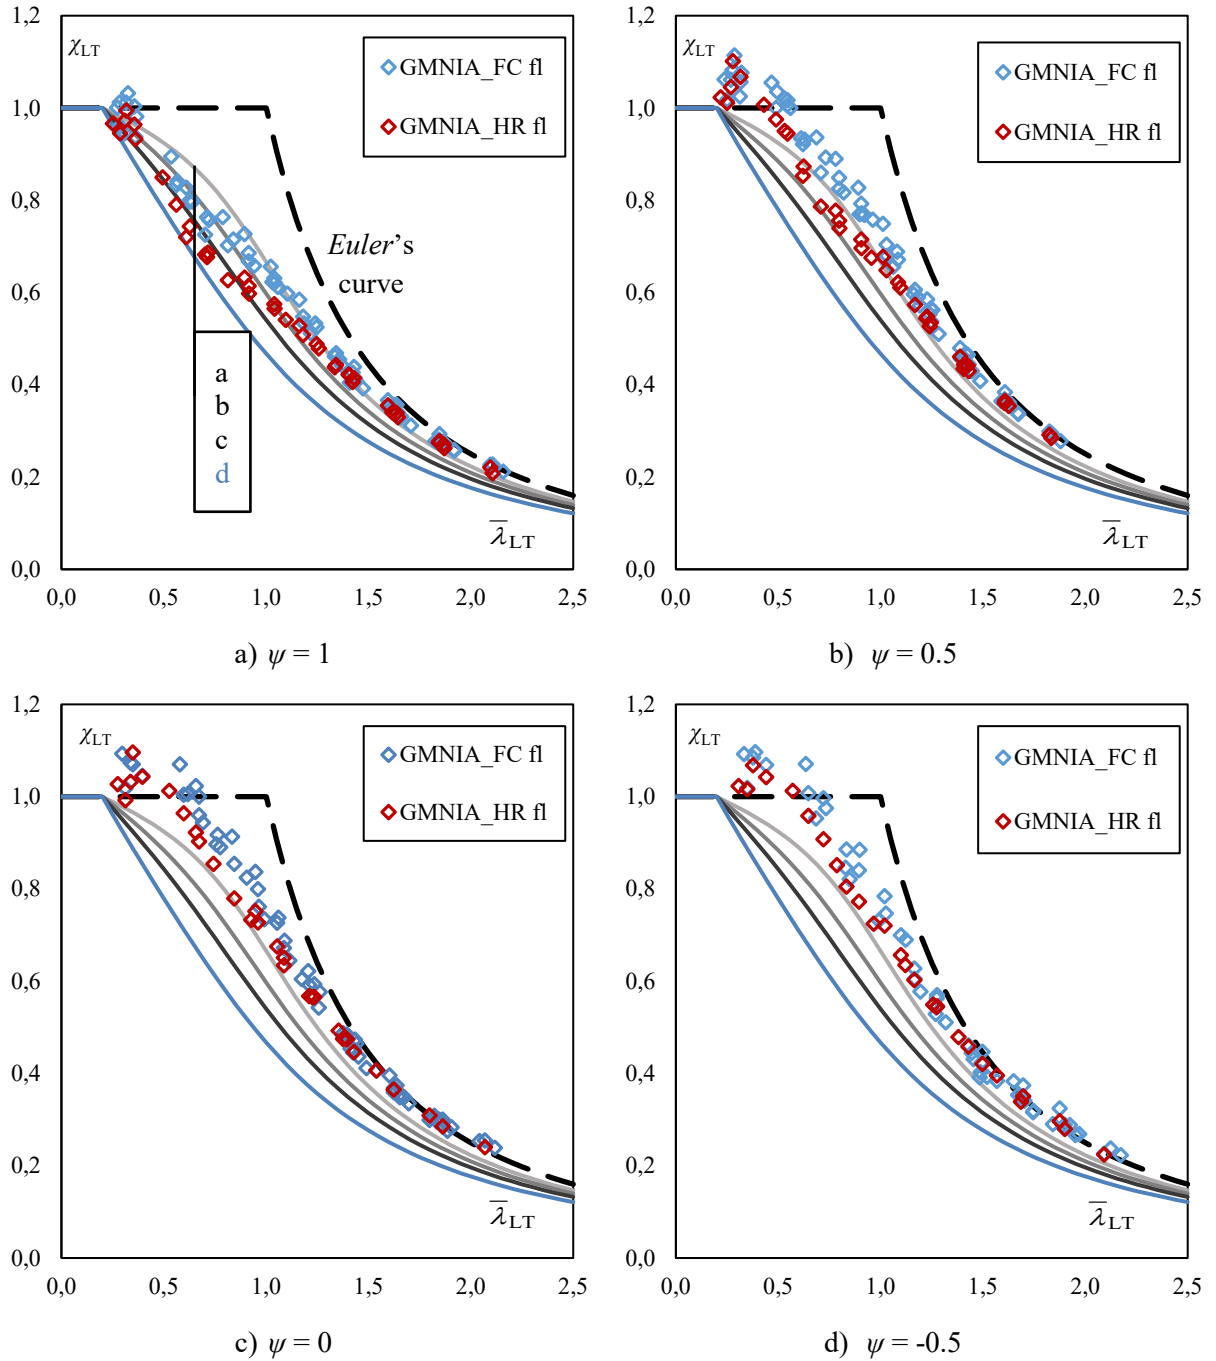 1,2
χLT
GMNIA_FC fl
1,0
GMNIA_HR fl
0,8
Euler's
curve
0,6
a
b
c
d
0,4
0,2
λ̅LT
0,0
0,0 0,5 1,0 1,5 2,0 2,5
a) ψ = 1
1,2
χLT
GMNIA_FC fl
1,0
GMNIA_HR fl
0,8
0,6
0,4
0,2
λ̅LT
0,0
0,0 0,5 1,0 1,5 2,0 2,5
b) ψ = 0.5
1,2
χLT
GMNIA_FC fl
1,0
GMNIA_HR fl
0,8
0,6
0,4
0,2
λ̅LT
0,0
0,0 0,5 1,0 1,5 2,0 2,5
c) ψ = 0
1,2
χLT
GMNIA_FC fl
1,0
GMNIA_HR fl
0,8
0,6
0,4
0,2
λ̅LT
0,0
0,0 0,5 1,0 1,5 2,0 2,5
d) ψ = -0.5